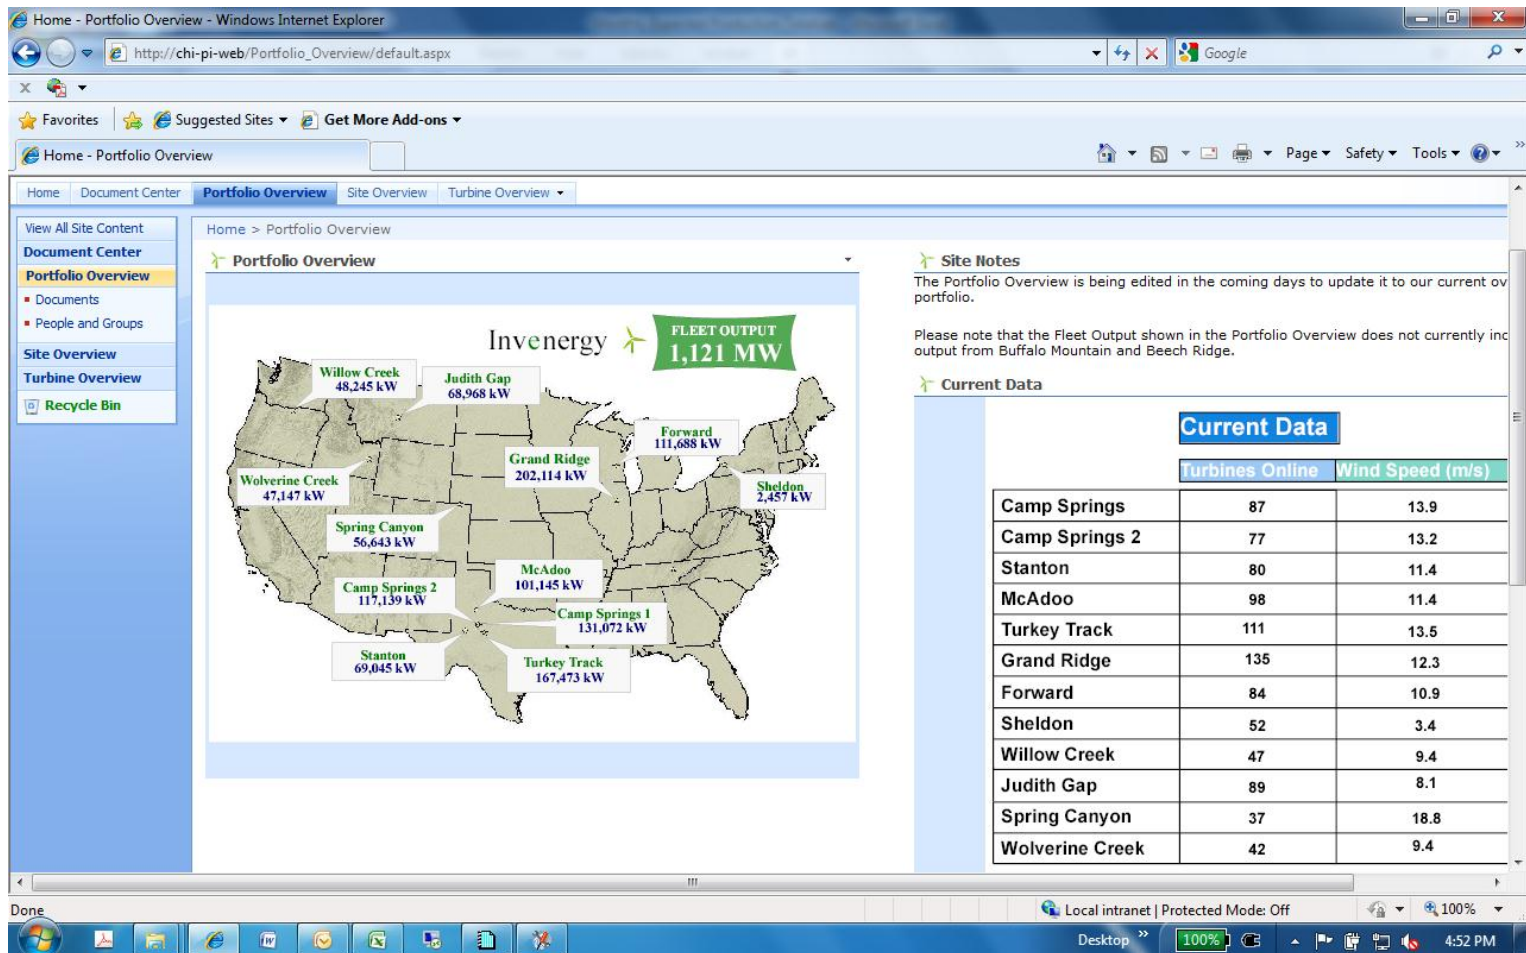 Home - Portfolio Overview - Windows Internet Explorer
http://chi-pi-web/Portfolio_Overview/default.aspx
Google
X
Favorites
Suggested Sites
Get More Add-ons
Home - Portfolio Overview
Page
Safety
Tools
Home
Document Center
Portfolio Overview
Site Overview
Turbine Overview
View All Site Content
Document Center
Portfolio Overview
Documents
People and Groups
Site Overview
Turbine Overview
Recycle Bin
Home > Portfolio Overview
Portfolio Overview
Invenergy
FLEET OUTPUT
1,121 MW
Willow Creek
48,245 kW
Judith Gap
68,968 kW
Forward
111,688 kW
Grand Ridge
202,114 kW
Wolverine Creek
47,147 kW
Sheldon
2,457 kW
Spring Canyon
56,643 kW
McAdoo
101,145 kW
Camp Springs 2
117,139 kW
Camp Springs 1
131,072 kW
Stanton
69,045 kW
Turkey Track
167,473 kW
Site Notes
The Portfolio Overview is being edited in the coming days to update it to our current ov
portfolio.
Please note that the Fleet Output shown in the Portfolio Overview does not currently inc
output from Buffalo Mountain and Beech Ridge.
Current Data
Current Data
Turbines Online Wind Speed (m/s)
Camp Springs 87 13.9
Camp Springs 2 77 13.2
Stanton 80 11.4
McAdoo 98 11.4
Turkey Track 111 13.5
Grand Ridge 135 12.3
Forward 84 10.9
Sheldon 52 3.4
Willow Creek 47 9.4
Judith Gap 89 8.1
Spring Canyon 37 18.8
Wolverine Creek 42 9.4
Done
Local intranet | Protected Mode: Off
100%
Desktop
100%
4:52 PM